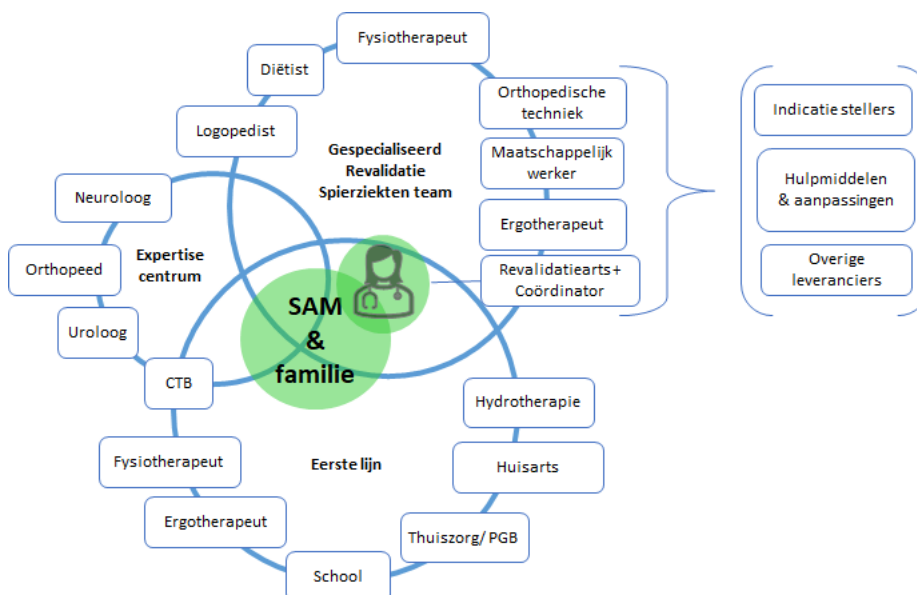 Fysiotherapeut
Diëtist
Logopedist
Orthopedische
techniek
Maatschappelijk
werker
Ergotherapeut
Revalidatiearts +
Coördinator
Gespecialiseerd
Revalidatie
Spierziekten team
Indicatie stellers
Hulpmiddelen
& aanpassingen
Overige
leveranciers
Neuroloog
Orthopeed
Uroloog
CTB
Expertise
centrum
SAM
&
familie
Fysiotherapeut
Ergotherapeut
School
Thuiszorg/ PGB
Huisarts
Hydrotherapie
Eerste lijn